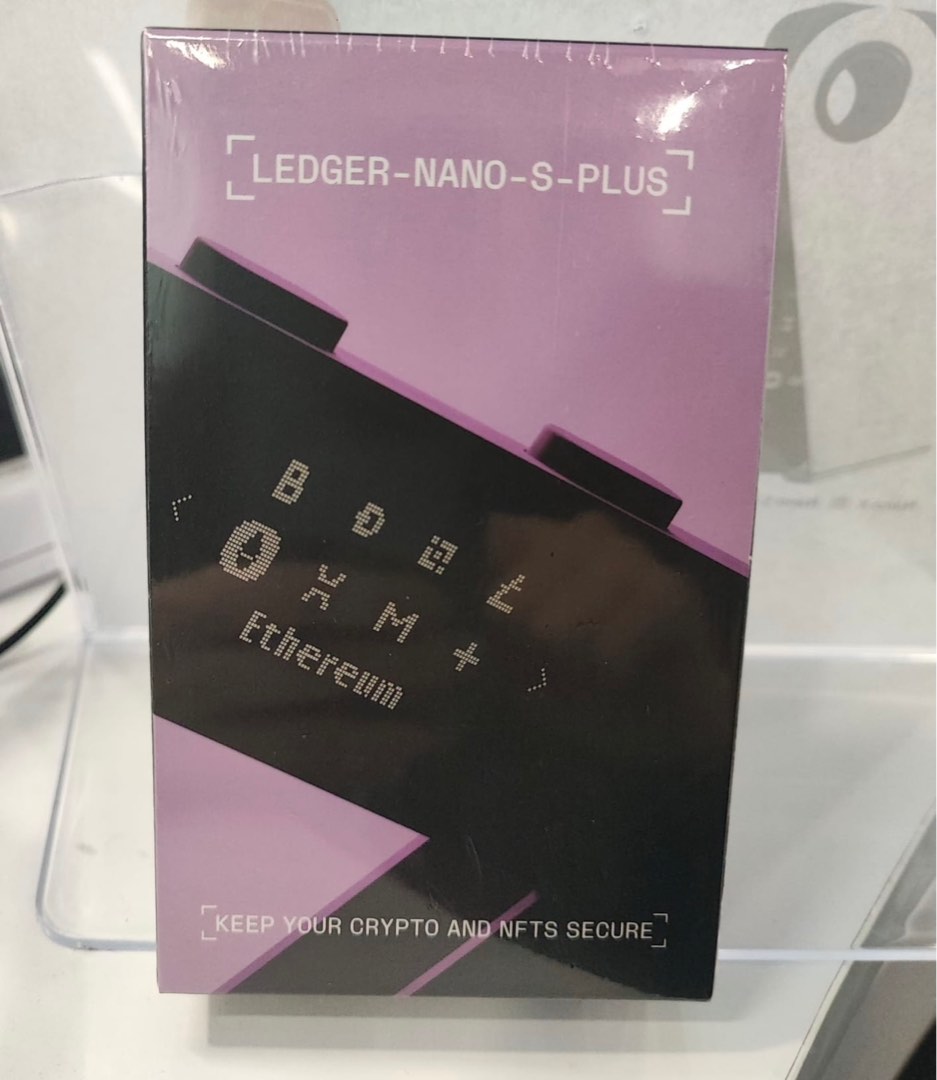 LEDGER-NANO-S-PLUS
B Đ Ł
M +
Ethereum
KEEP YOUR CRYPTO AND NFTS SECURE